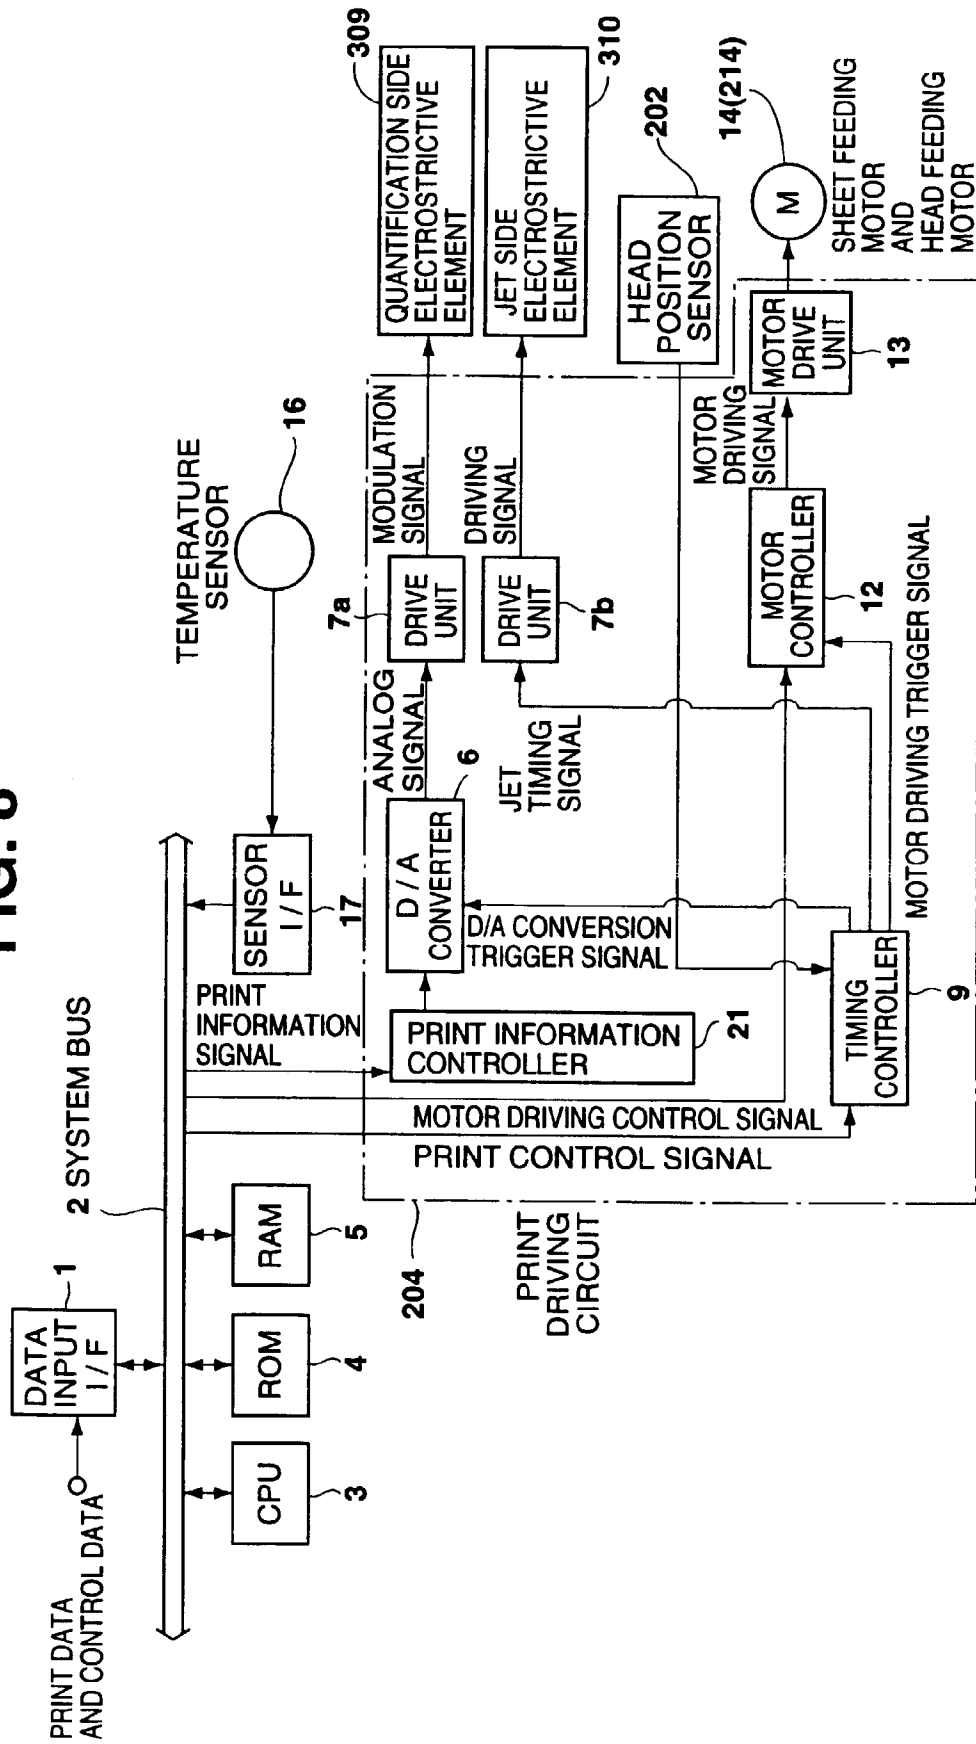 FIG.
PRINT DATA
AND CONTROL DATA
DATA
INPUT
I/F
1
2 SYSTEM BUS
CPU
3
ROM
4
RAM
5
SENSOR
I/F
17
TEMPERATURE
SENSOR
16
PRINT
INFORMATION
SIGNAL
204
PRINT
DRIVING
CIRCUIT
PRINT INFORMATION
CONTROLLER
21
D/A
CONVERTER
6
ANALOG
SIGNAL
7a
DRIVE
UNIT
MODULATION
SIGNAL
QUANTIFICATION SIDE
ELECTROSTRICTIVE
ELEMENT
309
D/A CONVERSION
TRIGGER SIGNAL
JET
TIMING
SIGNAL
DRIVE
UNIT
7b
DRIVING
SIGNAL
JET SIDE
ELECTROSTRICTIVE
ELEMENT
310
HEAD
POSITION
SENSOR
202
MOTOR DRIVING CONTROL SIGNAL
PRINT CONTROL SIGNAL
TIMING
CONTROLLER
9
MOTOR DRIVING TRIGGER SIGNAL
MOTOR
CONTROLLER
12
MOTOR
DRIVING
SIGNAL
MOTOR
DRIVE
UNIT
13
M
14(214)
SHEET FEEDING
MOTOR
AND
HEAD FEEDING
MOTOR